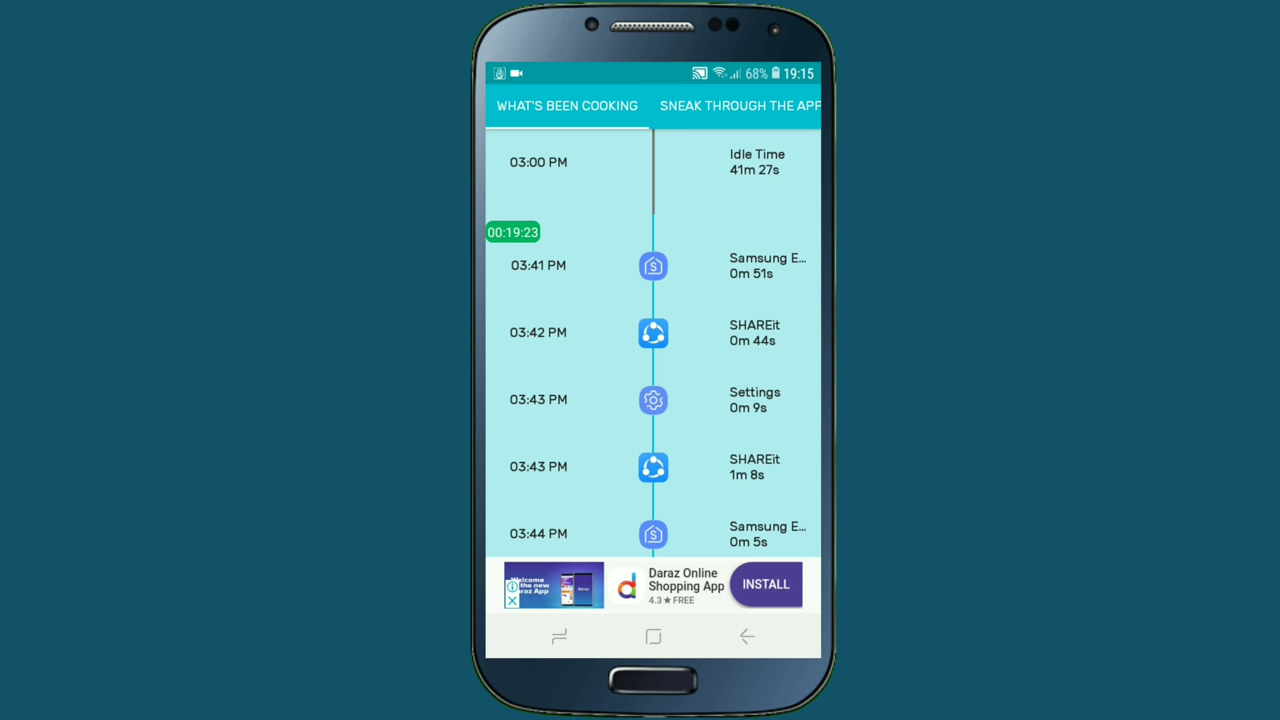 68% 19:15
WHAT'S BEEN COOKING SNEAK THROUGH THE APP
03:00 PM
Idle Time
41m 27s
00:19:23
03:41 PM
Samsung E...
0m 51s
03:42 PM
SHAREit
0m 44s
03:43 PM
Settings
0m 9s
03:43 PM
SHAREit
1m 8s
03:44 PM
Samsung E...
0m 5s
Welcome
the new
Daraz Online
Shopping App
4.3★ FREE
INSTALL